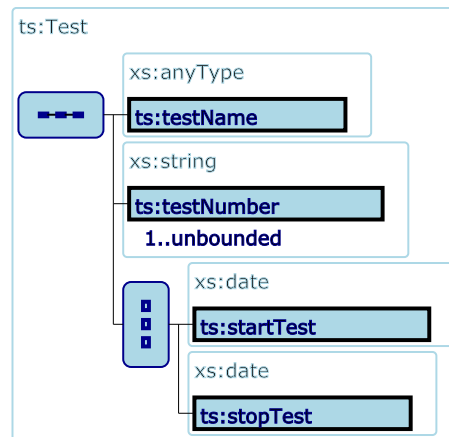 ts:Test
xs:anyType
ts:testName
xs:string
ts:testNumber
1..unbounded
xs:date
ts:startTest
xs:date
ts:stopTest